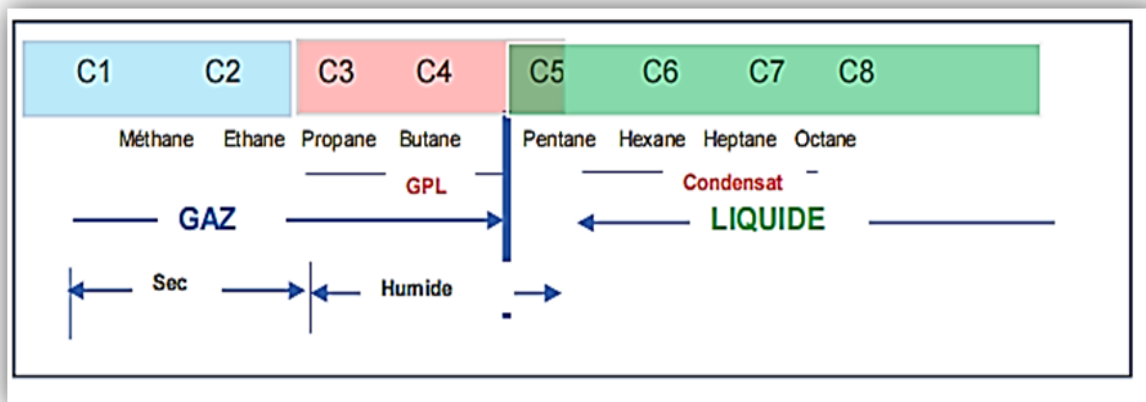 C1 C2 C3 C4 C5 C6 C7 C8
Méthane Ethane Propane Butane Pentane Hexane Heptane Octane
GPL Condensat
GAZ LIQUIDE
Sec Humide